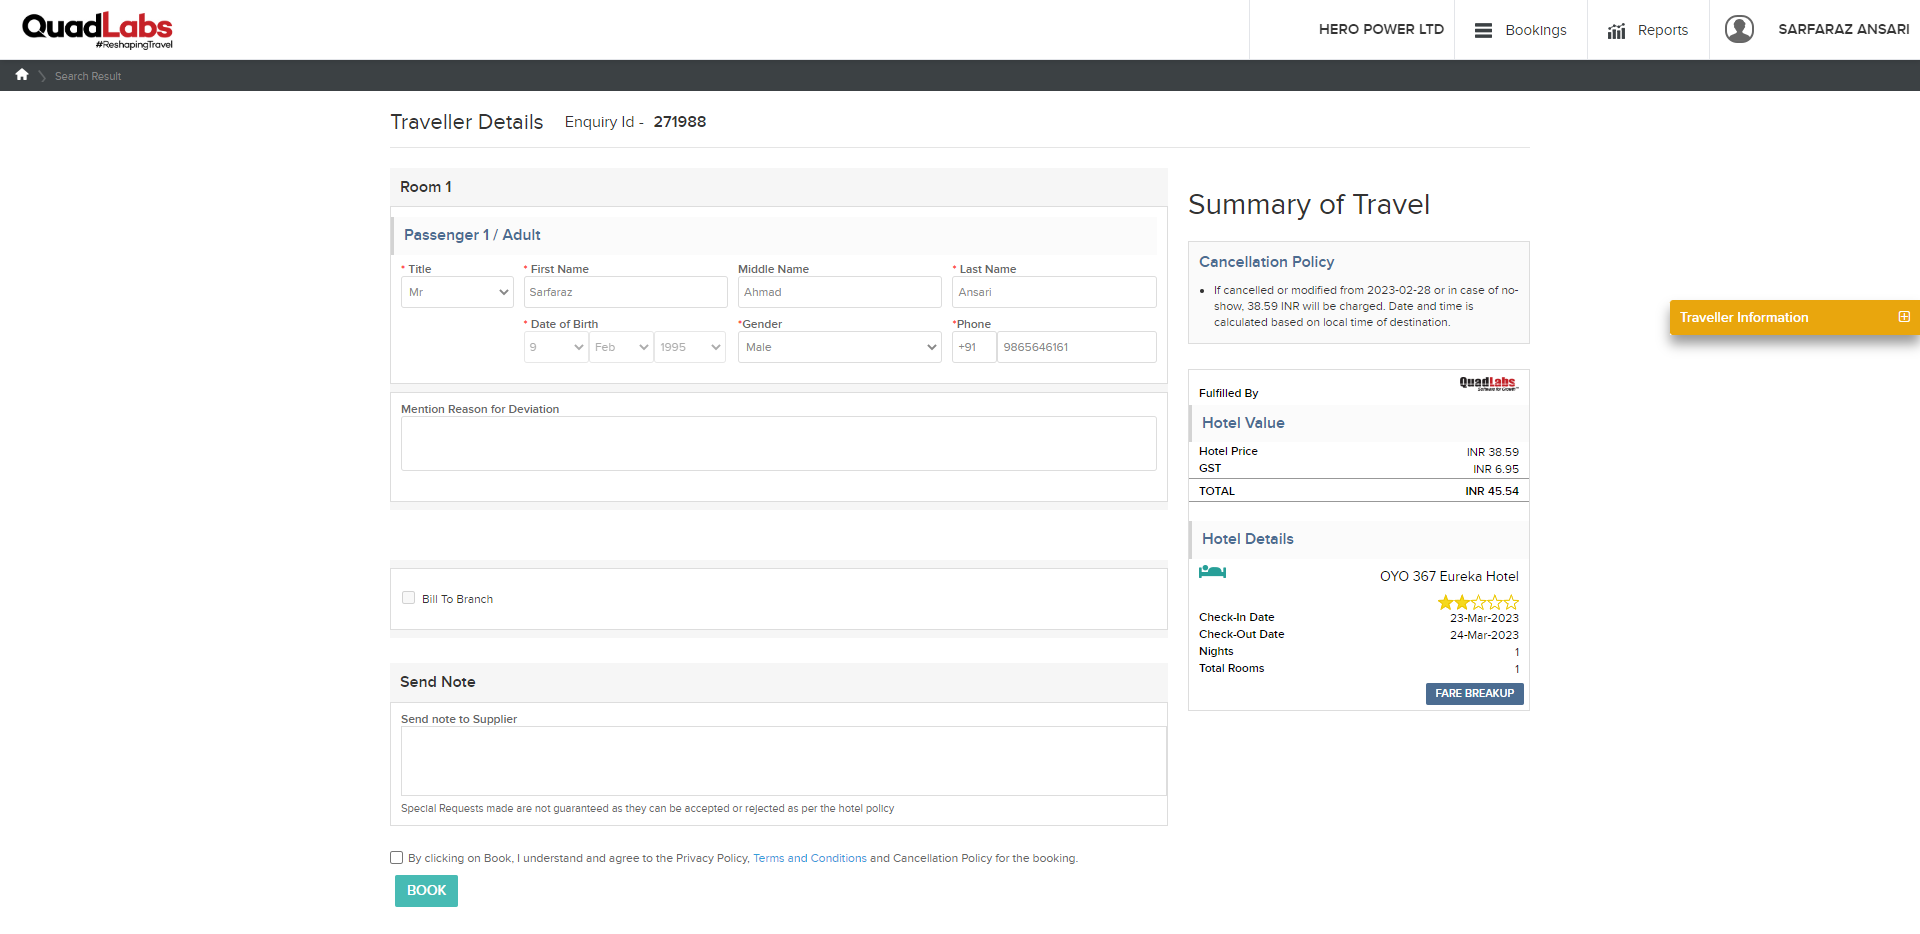 QuadLabs
#ReshapingTravel
HERO POWER LTD
Bookings
Reports
SARFARAZ ANSARI
Search Result
Traveller Details
Enquiry Id - 271988
Room 1
Passenger 1 / Adult
* Title
* First Name
Middle Name
* Last Name
Mr
Sarfaraz
Ahmad
Ansari
* Date of Birth
*Gender
*Phone
9
Feb
1995
Male
+91
9865646161
Mention Reason for Deviation
Bill To Branch
Send Note
Send note to Supplier
Special Requests made are not guaranteed as they can be accepted or rejected as per the hotel policy
By clicking on Book, I understand and agree to the Privacy Policy, Terms and Conditions and Cancellation Policy for the booking.
BOOK
Summary of Travel
Cancellation Policy
• If cancelled or modified from 2023-02-28 or in case of no-
show, 38.59 INR will be charged. Date and time is
calculated based on local time of destination.
Fulfilled By
QuadLabs
Hotel Value
Hotel Price INR 38.59
GST INR 6.95
TOTAL INR 45.54
Hotel Details
OYO 367 Eureka Hotel
Check-In Date 23-Mar-2023
Check-Out Date 24-Mar-2023
Nights 1
Total Rooms 1
FARE BREAKUP
Traveller Information